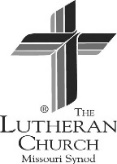 ® THE
LUTHERAN
CHURCH
Missouri Synod